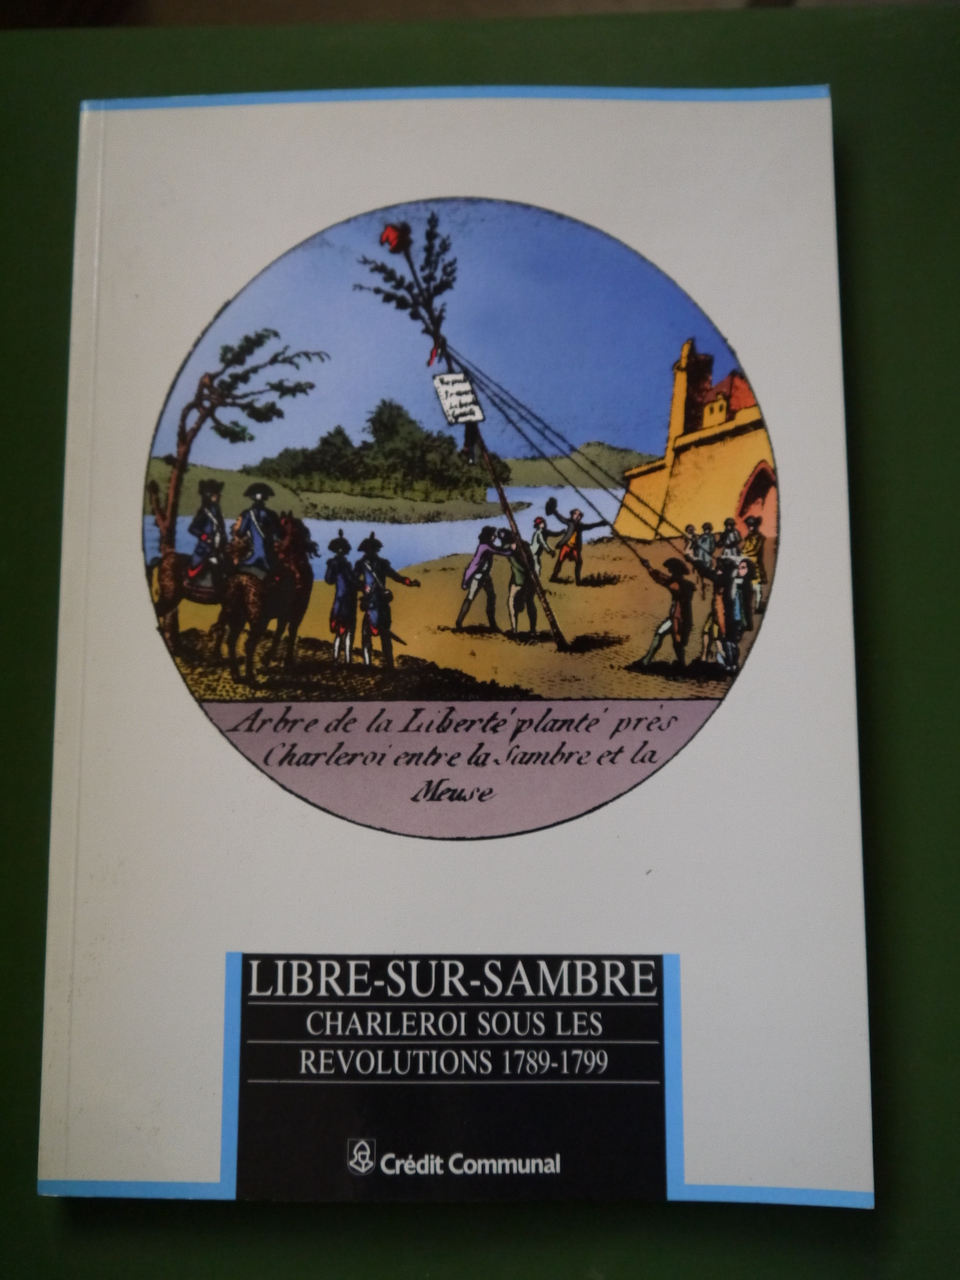 Arbre de la Liberté planté près
Charleroi entre la Sambre et la
Meuse
LIBRE-SUR-SAMBRE
CHARLEROI SOUS LES
REVOLUTIONS 1789-1799
Crédit Communal